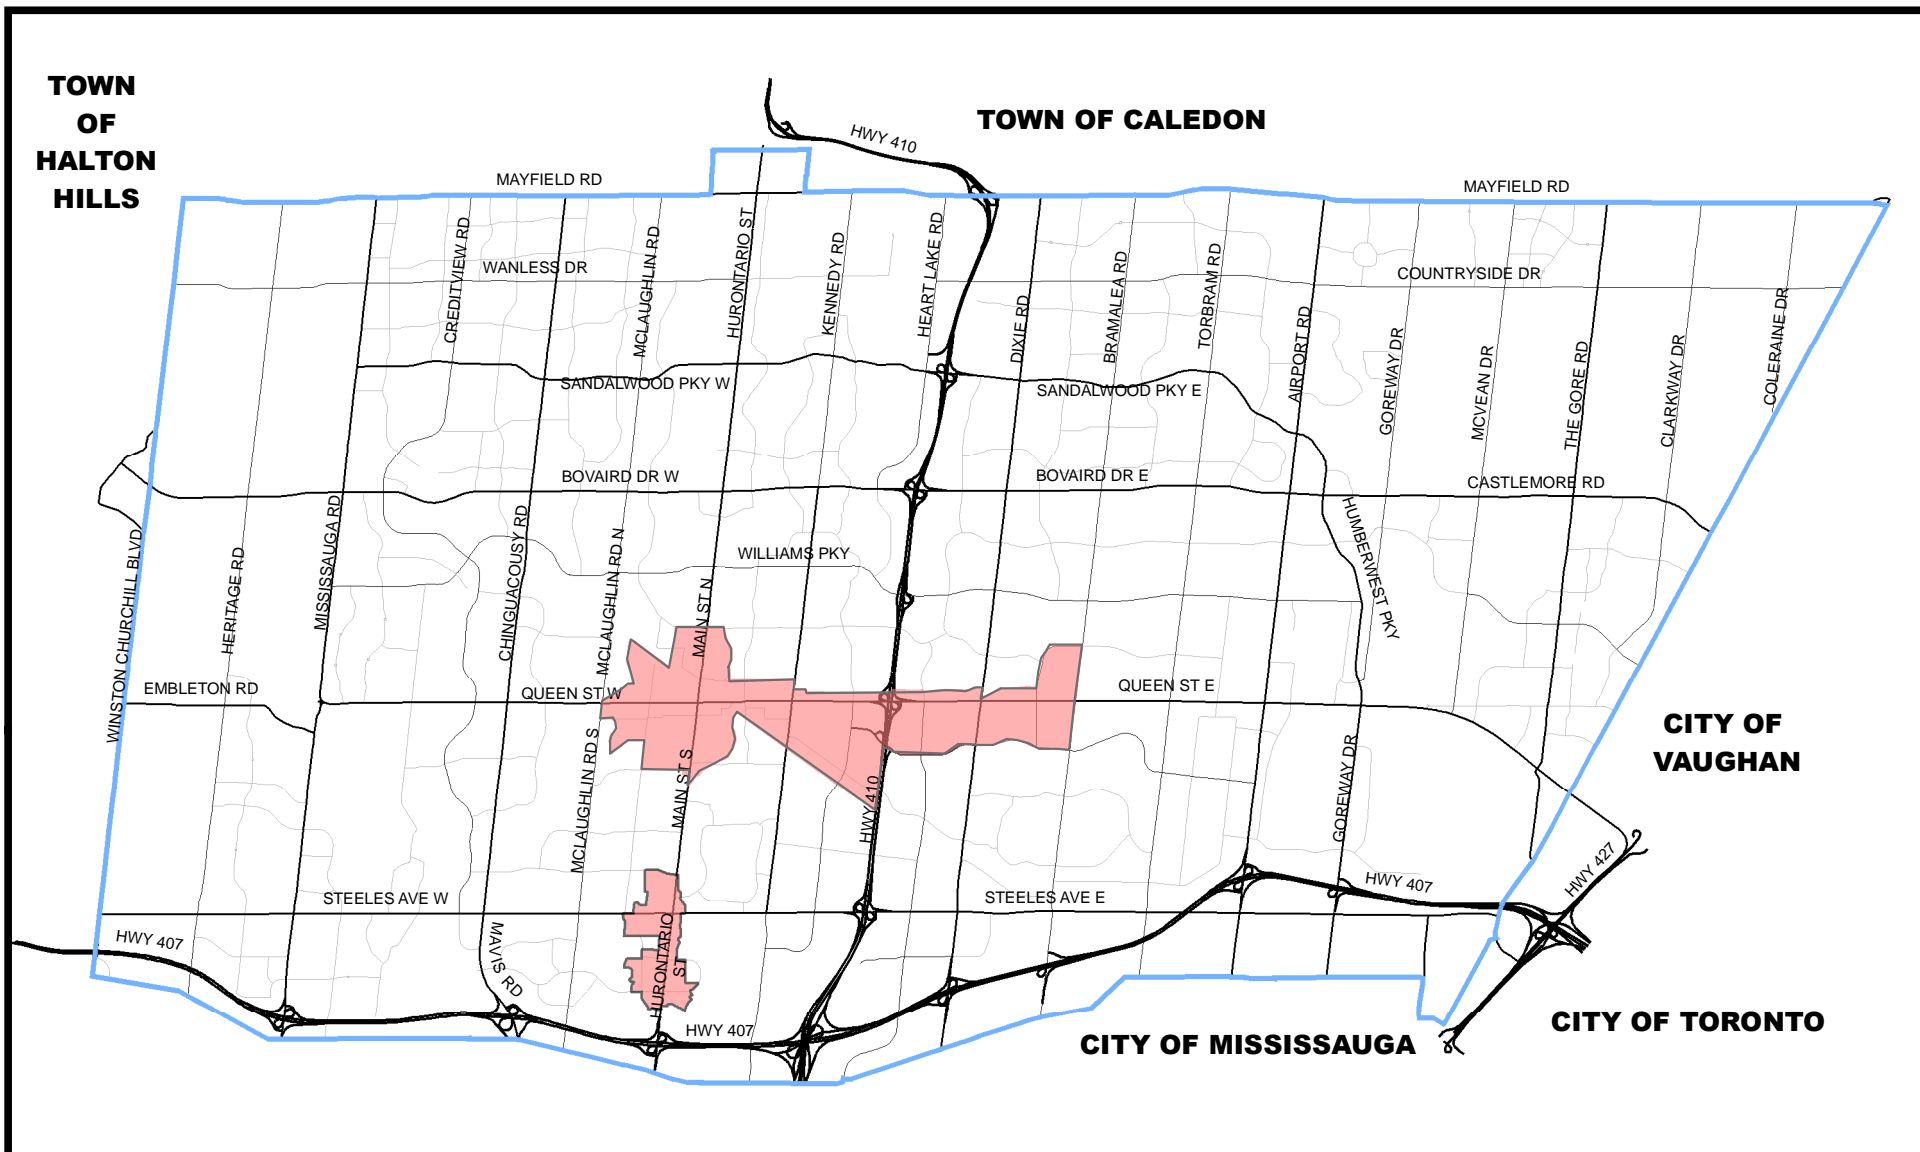 TOWN
OF
HALTON
HILLS
TOWN OF CALEDON
HWY 410
MAYFIELD RD
MAYFIELD RD
CREDITVIEW RD
WANLESS DR
MCLAUGHLIN RD
HURONTARIO ST
KENNEDY RD
HEART LAKE RD
DIXIE RD
BRAMALEA RD
TORBRAM RD
AIRPORT RD
COUNTRYSIDE DR
GOREWAY DR
MCVEAN DR
THE GORE RD
CLARKWAY DR
COLERAINE DR
SANDALWOOD PKY W
SANDALWOOD PKY E
BOVAIRD DR W
BOVAIRD DR E
CASTLEMORE RD
WINSTON CHURCHILL BLVD
HERITAGE RD
MISSISSAUGA RD
CHINGUACOUSY RD
MCLAUGHLIN RD N
WILLIAMS PKY
MAIN ST N
HUMBERWEST PKY
EMBLETON RD
QUEEN ST W
QUEEN ST E
CITY OF
VAUGHAN
MCLAUGHLIN RD S
MAIN ST S
HWY 410
GOREWAY DR
STEELES AVE W
STEELES AVE E
HWY 407
HWY 427
HWY 407
MAVIS RD
HURONTARIO
ST
HWY 407
CITY OF MISSISSAUGA
CITY OF TORONTO